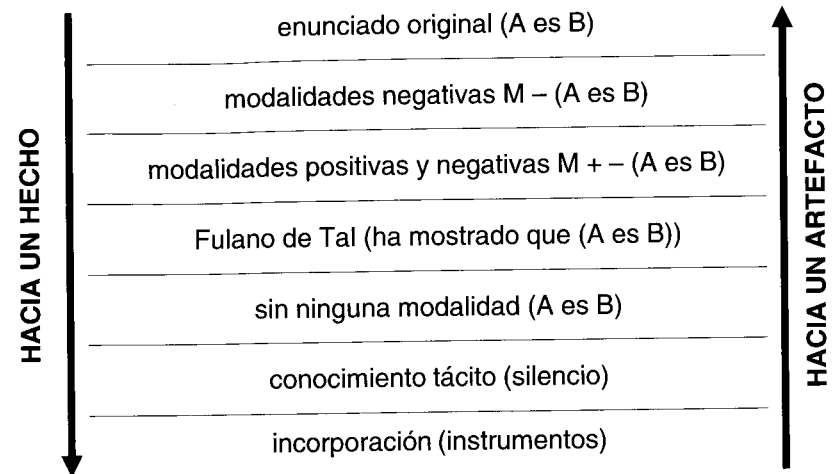 enunciado original (A es B)
modalidades negativas M – (A es B)
modalidades positivas y negativas M + – (A es B)
Fulano de Tal (ha mostrado que (A es B))
sin ninguna modalidad (A es B)
conocimiento tácito (silencio)
incorporación (instrumentos)
HACIA UN HECHO
HACIA UN ARTEFACTO